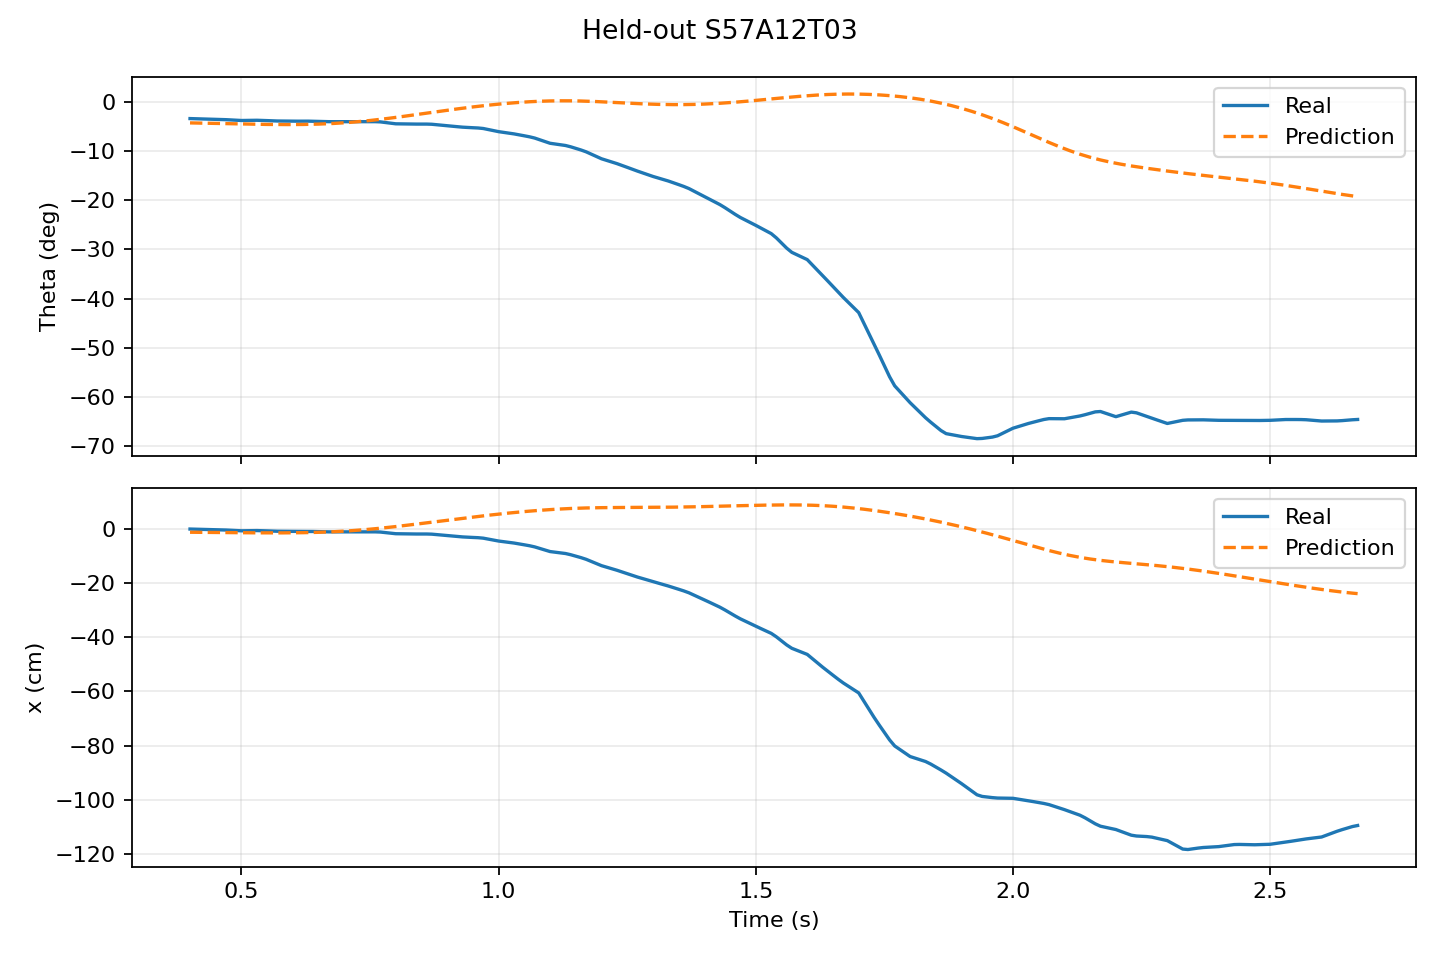 Held-out S57A12T03
Theta (deg)
0
−10
−20
−30
−40
−50
−60
−70
Real
Prediction
x (cm)
0
−20
−40
−60
−80
−100
−120
Real
Prediction
0.5 1.0 1.5 2.0 2.5
Time (s)